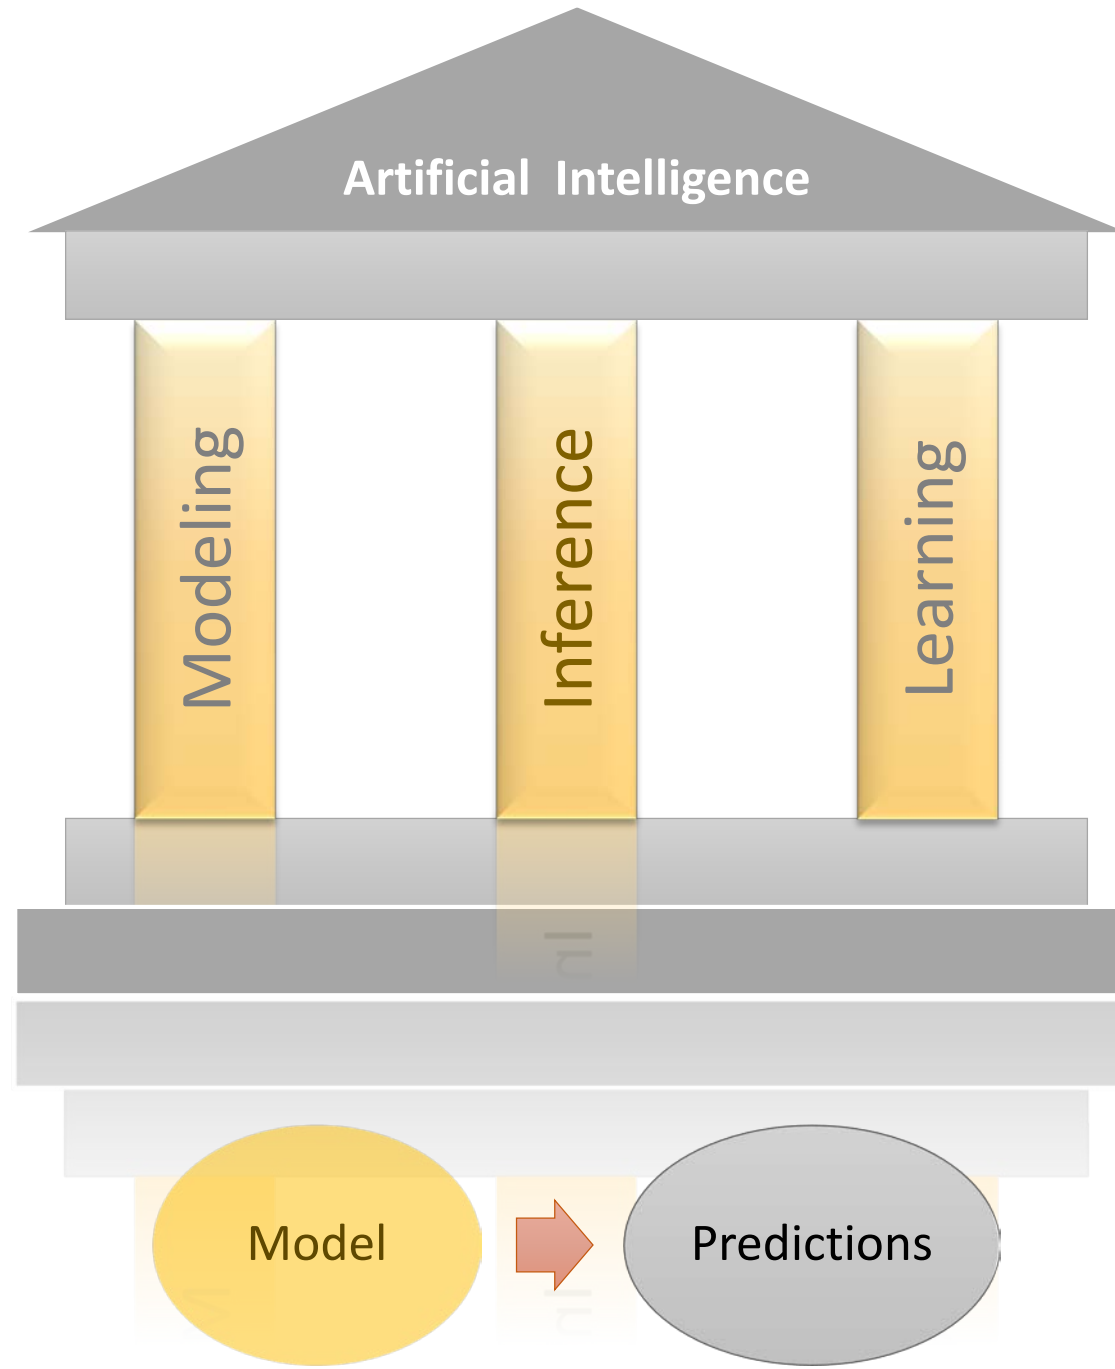 Artificial Intelligence
Modeling
Inference
Learning
Model
Predictions